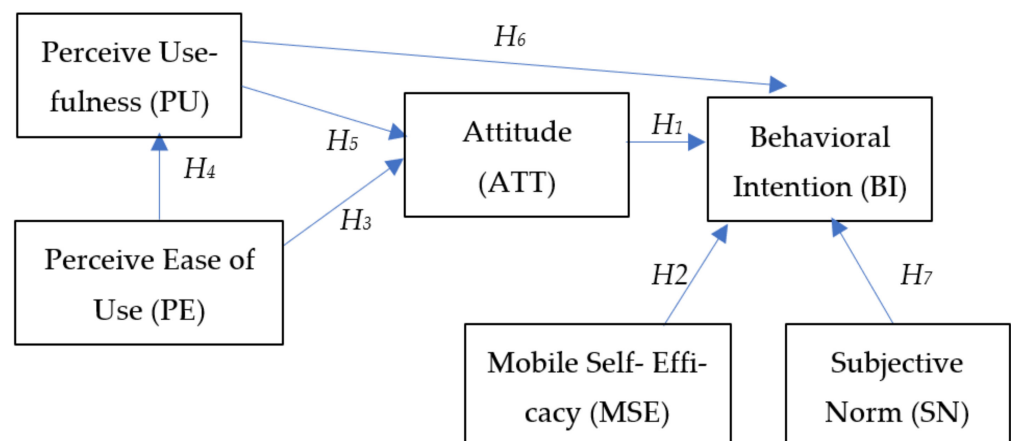 Perceive Use-
fulness (PU)
H6
H5
Attitude
(ATT)
H1
Behavioral
Intention (BI)
H4
H3
Perceive Ease of
Use (PE)
H2
H7
Mobile Self- Effi-
cacy (MSE)
Subjective
Norm (SN)